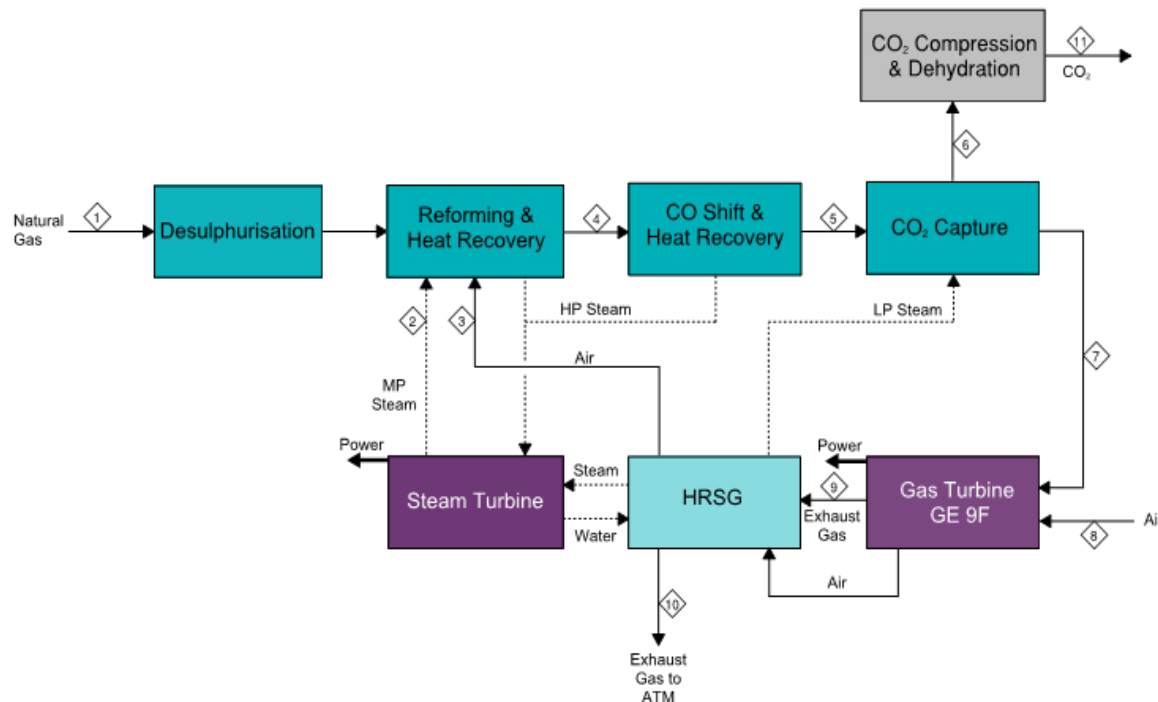 CO₂ Compression
& Dehydration
11
CO₂
6
Natural
Gas
1
Desulphurisation
Reforming &
Heat Recovery
4
CO Shift &
Heat Recovery
5
CO₂ Capture
2
3
HP Steam
LP Steam
7
Air
MP
Steam
Power
Steam Turbine
Steam
Water
HRSG
Power
9
Exhaust
Gas
Gas Turbine
GE 9F
8
Ai
Air
10
Exhaust
Gas to
ATM